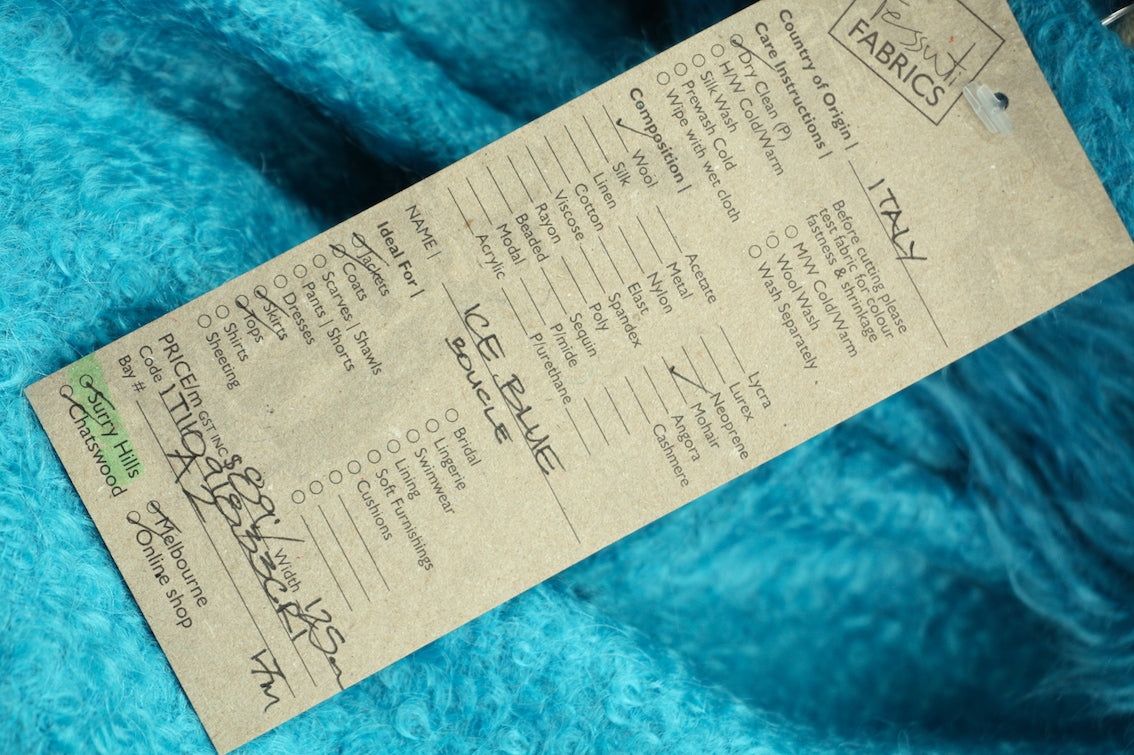 Tessuti
FABRICS
Country of Origin | ITALY
Care Instructions |
Dry Clean (P)
H/W Cold/Warm
Silk Wash
Prewash Cold
Wipe with wet cloth
Before cutting please
test fabric for colour
fastness & shrinkage
M/W Cold/Warm
Wool Wash
Wash Separately
Composition |
Wool
Silk
Linen
Cotton
Viscose
Rayon
Beaded
Modal
Acrylic
Acetate
Metal
Nylon
Elast
Spandex
Poly
Sequin
P/mide
P/urethane
Lycra
Lurex
Neoprene
Mohair
Angora
Cashmere
NAME | ICE BLUE
BOUCLE
Ideal For |
Jackets
Coats
Scarves | Shawls
Pants | Shorts
Dresses
Skirts
Tops
Shirts
Sheeting
Bridal
Lingerie
Swimwear
Lining
Soft Furnishings
Cushions
PRICE/m GST INC Width 125cm
Code
Bay #
Surry Hills
Chatswood
Melbourne
Online shop